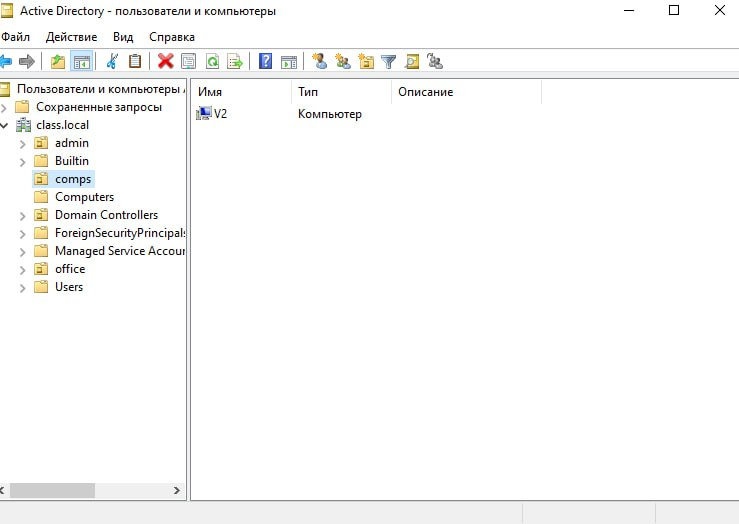 Active Directory - пользователи и компьютеры
Файл Действие Вид Справка
Пользователи и компьютеры
Сохраненные запросы
class.local
admin
Builtin
comps
Computers
Domain Controllers
ForeignSecurityPrincipals
Managed Service Accour
office
Users
Имя Тип Описание
V2 Компьютер